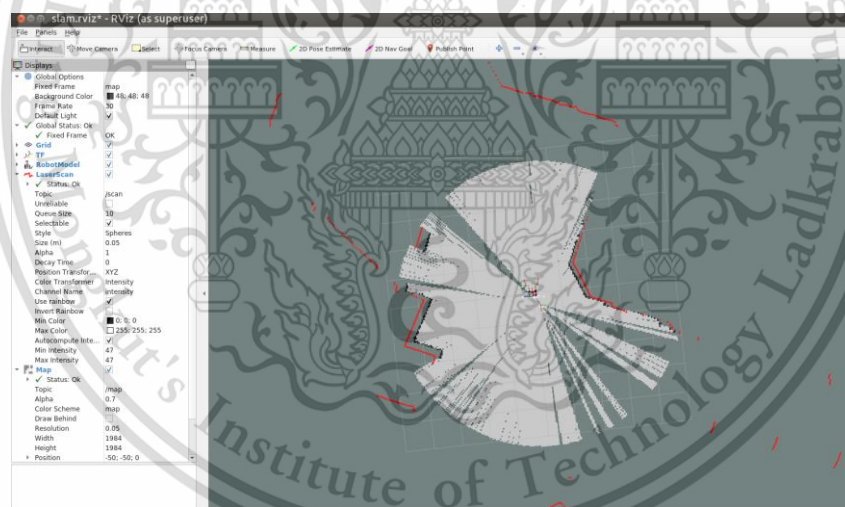 slam.rviz* - RViz (as superuser)
File Panels Help
Interact Move Camera Select Focus Camera Measure 2D Pose Estimate 2D Nav Goal Publish Point
Displays
Global Options
Fixed Frame map
Background Color 48; 48; 48
Frame Rate 30
Default Light
Global Status: Ok
Fixed Frame OK
Grid
TF
RobotModel
LaserScan
Status: Ok
Topic /scan
Unreliable
Queue Size 10
Selectable
Style Spheres
Size (m) 0.05
Alpha 1
Decay Time 0
Position Transfor... XYZ
Color Transformer Intensity
Channel Name intensity
Use rainbow
Invert Rainbow
Min Color 0; 0; 0
Max Color 255; 255; 255
Autocompute Inte...
Min Intensity 47
Max Intensity 47
Map
Status: Ok
Topic /map
Alpha 0.7
Color Scheme map
Draw Behind
Resolution 0.05
Width 1984
Height 1984
Position -50; -50; 0
Mongkut's Institute of Technology Ladkrabang